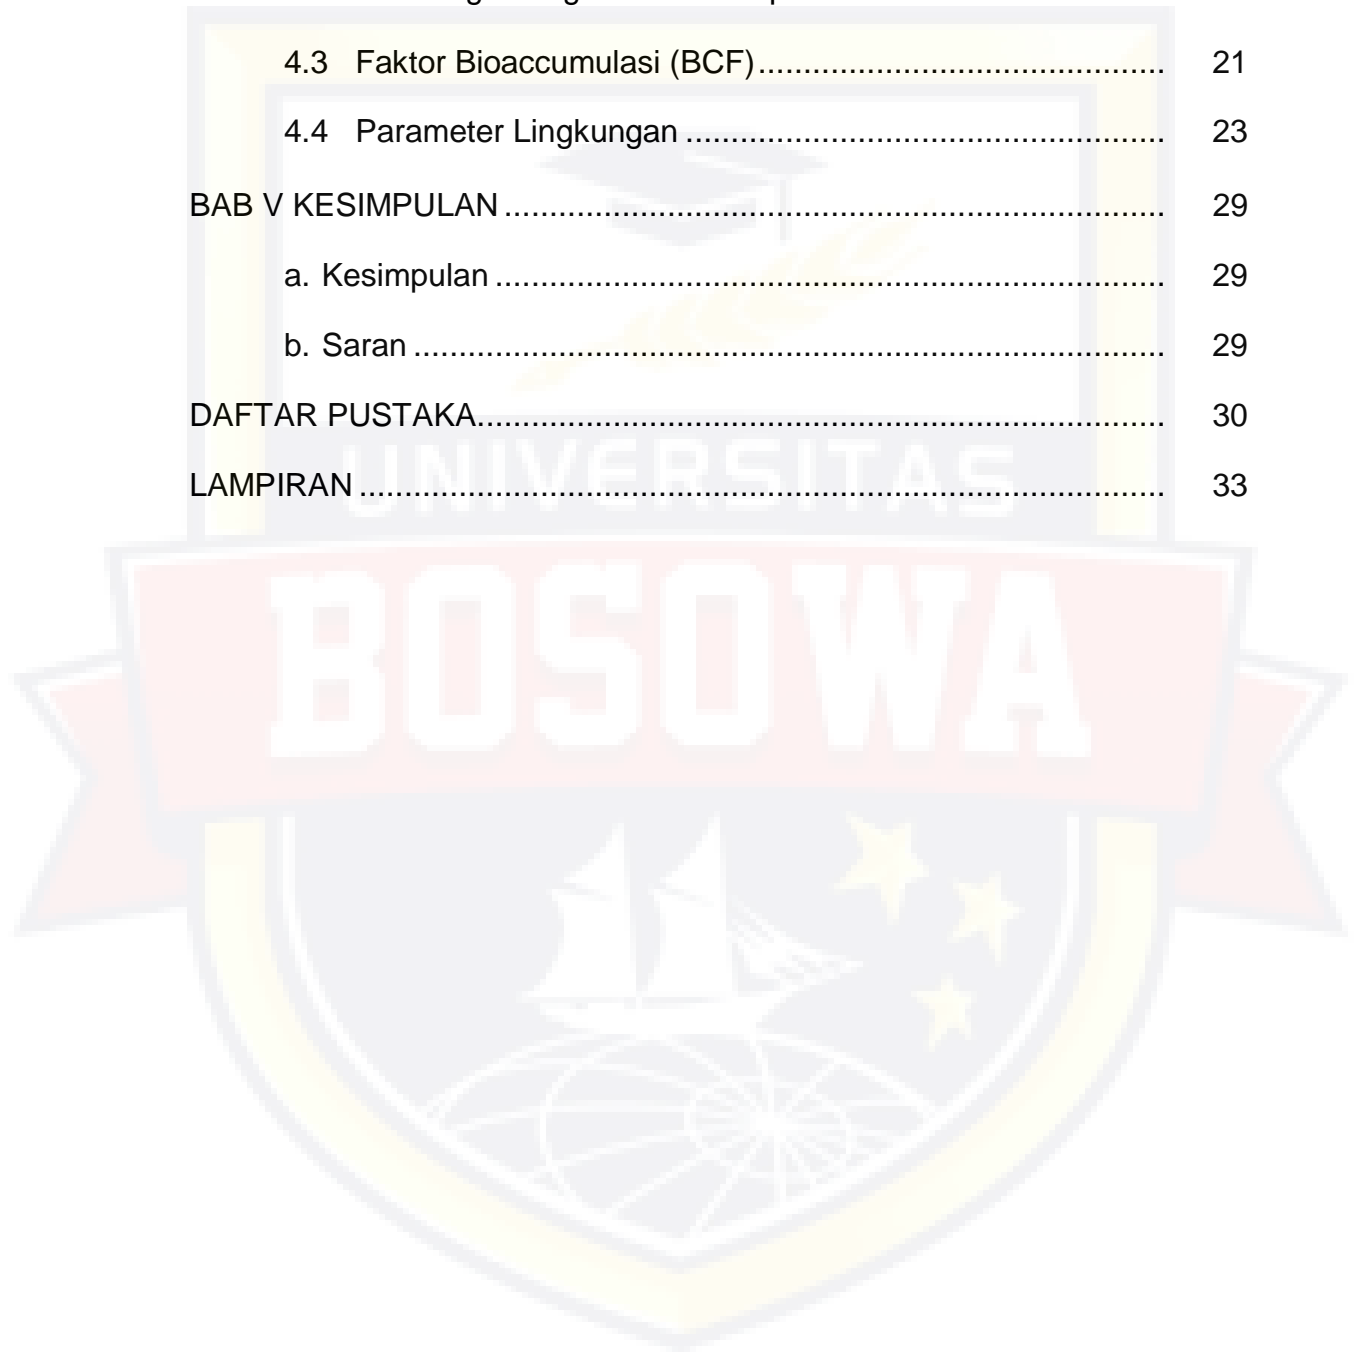 4.3 Faktor Bioaccumulasi (BCF)........................................... 21
4.4 Parameter Lingkungan..................................................... 23
BAB V KESIMPULAN......................................................................... 29
a. Kesimpulan.......................................................................... 29
b. Saran................................................................................... 29
DAFTAR PUSTAKA............................................................................ 30
LAMPIRAN......................................................................................... 33
UNIVERSITAS
BOSOWA